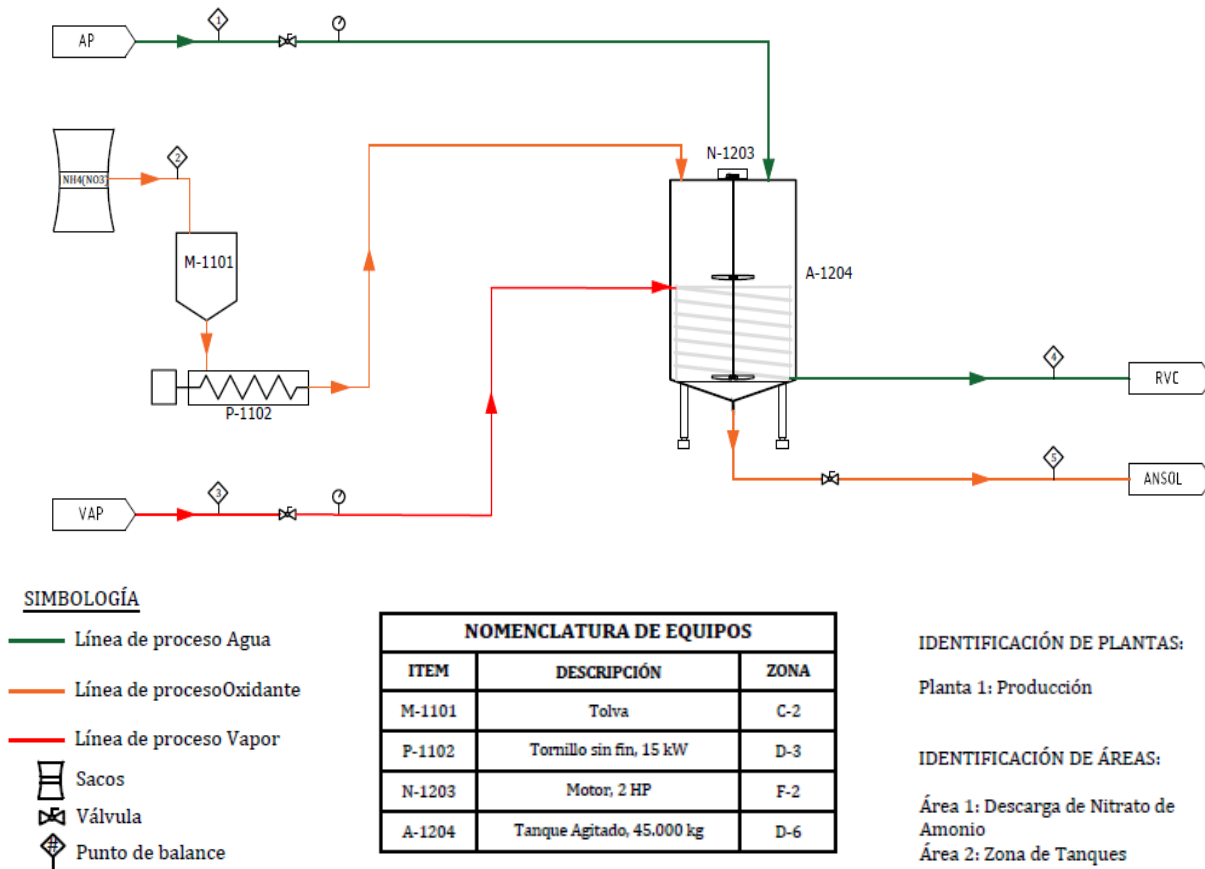 AP
1
NH4(NO3)
2
M-1101
P-1102
N-1203
A-1204
VAP
3
4
RVC
5
ANSOL
SIMBOLOGÍA
Línea de proceso Agua
Línea de procesoOxidante
Línea de proceso Vapor
Sacos
Válvula
# Punto de balance
NOMENCLATURA DE EQUIPOS
ITEM DESCRIPCIÓN ZONA
M-1101 Tolva C-2
P-1102 Tornillo sin fin, 15 kW D-3
N-1203 Motor, 2 HP F-2
A-1204 Tanque Agitado, 45.000 kg D-6
IDENTIFICACIÓN DE PLANTAS:
Planta 1: Producción
IDENTIFICACIÓN DE ÁREAS:
Área 1: Descarga de Nitrato de
Amonio
Área 2: Zona de Tanques